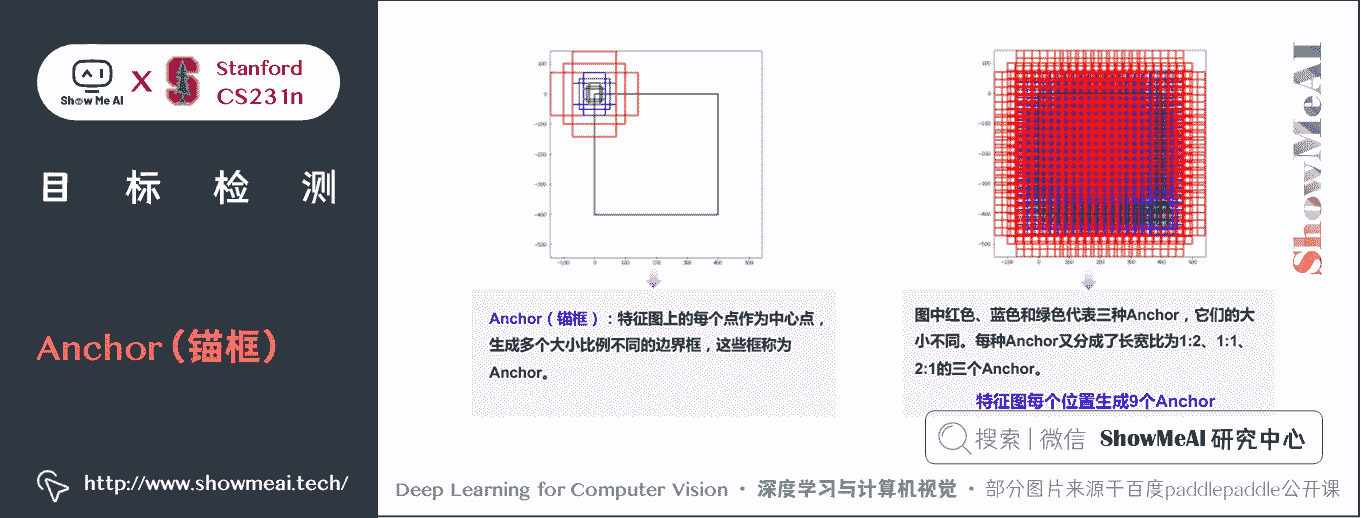 Show Me AI
X
Stanford
CS231n
目标检测
Anchor（锚框）
http://www.showmeai.tech/
Anchor（锚框）：特征图上的每个点作为中心点，
生成多个大小比例不同的边界框，这些框称为
Anchor。
图中红色、蓝色和绿色代表三种Anchor，它们的大
小不同。每种Anchor又分成了长宽比为1:2、1:1、
2:1的三个Anchor。
特征图每个位置生成9个Anchor
搜索 | 微信 ShowMeAI 研究中心
ShowMeAI
Deep Learning for Computer Vision · 深度学习与计算机视觉 · 部分图片来源于百度paddlepaddle公开课